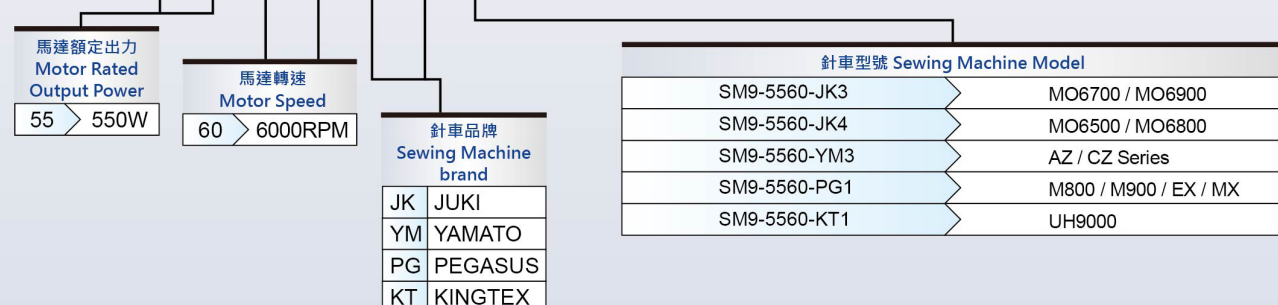 馬達額定出力
Motor Rated
Output Power
55 550W
馬達轉速
Motor Speed
60 6000RPM
針車品牌
Sewing Machine
brand
JK JUKI
YM YAMATO
PG PEGASUS
KT KINGTEX
針車型號 Sewing Machine Model
SM9-5560-JK3 MO6700 / MO6900
SM9-5560-JK4 MO6500 / MO6800
SM9-5560-YM3 AZ / CZ Series
SM9-5560-PG1 M800 / M900 / EX / MX
SM9-5560-KT1 UH9000